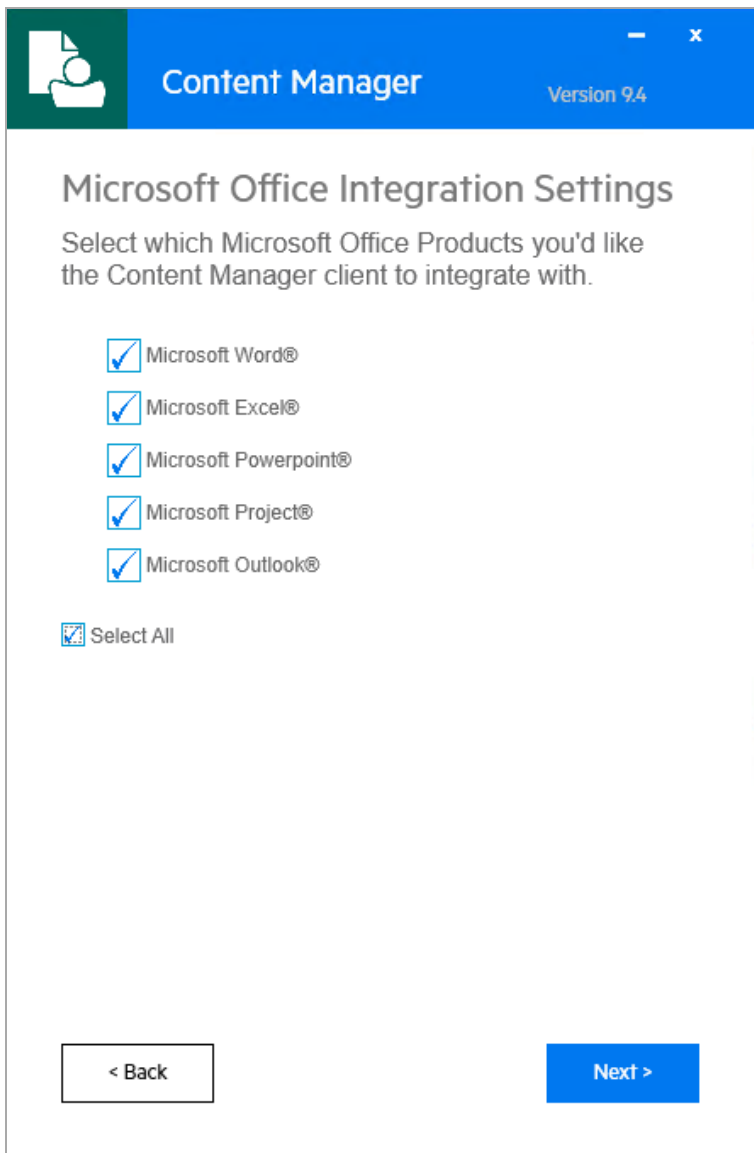 Content Manager
Version 9.4
Microsoft Office Integration Settings
Select which Microsoft Office Products you'd like
the Content Manager client to integrate with.
Microsoft Word®
Microsoft Excel®
Microsoft Powerpoint®
Microsoft Project®
Microsoft Outlook®
Select All
< Back
Next >